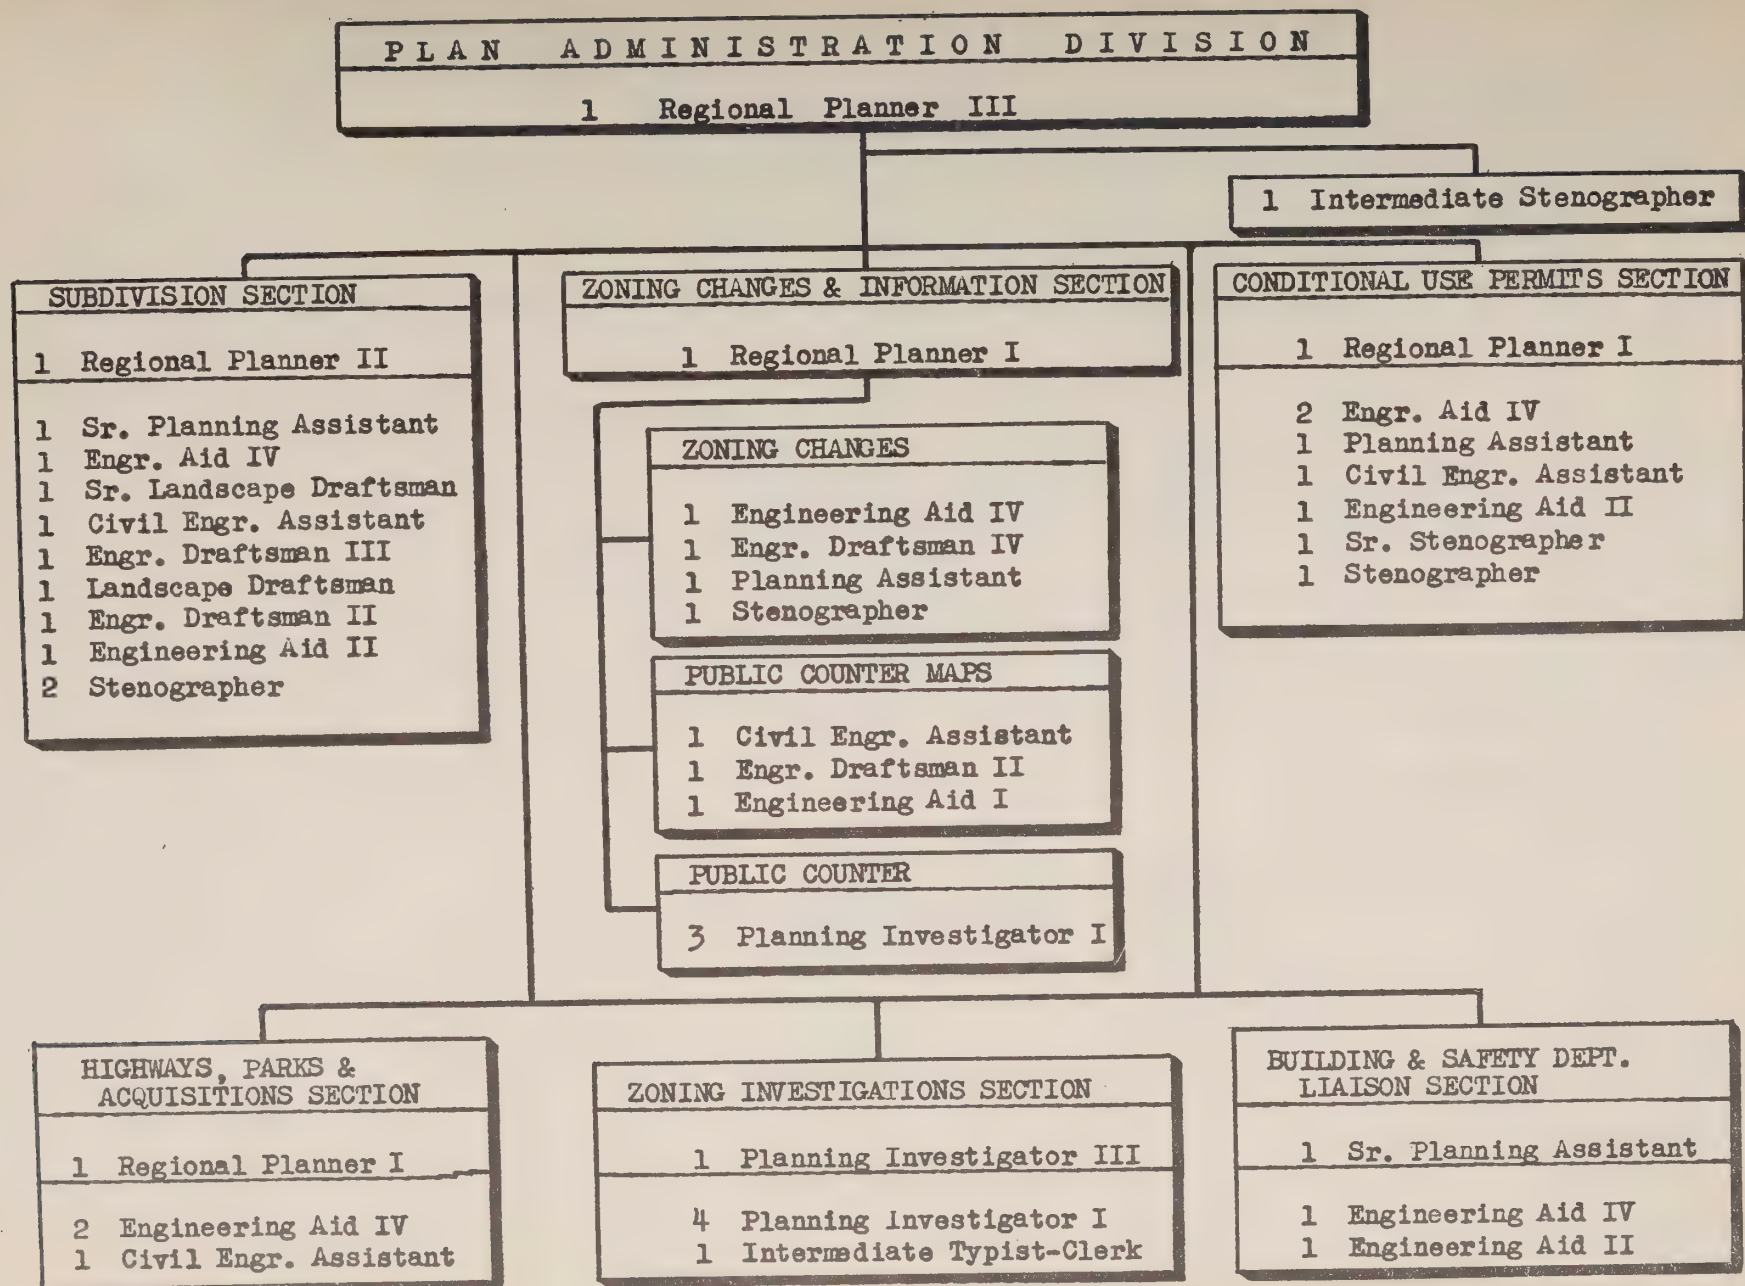 PLAN ADMINISTRATION DIVISION
1 Regional Planner III
1 Intermediate Stenographer
SUBDIVISION SECTION
1 Regional Planner II
1 Sr. Planning Assistant
1 Engr. Aid IV
1 Sr. Landscape Draftsman
1 Civil Engr. Assistant
1 Engr. Draftsman III
1 Landscape Draftsman
1 Engr. Draftsman II
1 Engineering Aid II
2 Stenographer
ZONING CHANGES & INFORMATION SECTION
1 Regional Planner I
ZONING CHANGES
1 Engineering Aid IV
1 Engr. Draftsman IV
1 Planning Assistant
1 Stenographer
PUBLIC COUNTER MAPS
1 Civil Engr. Assistant
1 Engr. Draftsman II
1 Engineering Aid I
PUBLIC COUNTER
3 Planning Investigator I
CONDITIONAL USE PERMITS SECTION
1 Regional Planner I
2 Engr. Aid IV
1 Planning Assistant
1 Civil Engr. Assistant
1 Engineering Aid II
1 Sr. Stenographer
1 Stenographer
HIGHWAYS, PARKS &
ACQUISITIONS SECTION
1 Regional Planner I
2 Engineering Aid IV
1 Civil Engr. Assistant
ZONING INVESTIGATIONS SECTION
1 Planning Investigator III
4 Planning Investigator I
1 Intermediate Typist-Clerk
BUILDING & SAFETY DEPT.
LIAISON SECTION
1 Sr. Planning Assistant
1 Engineering Aid IV
1 Engineering Aid II